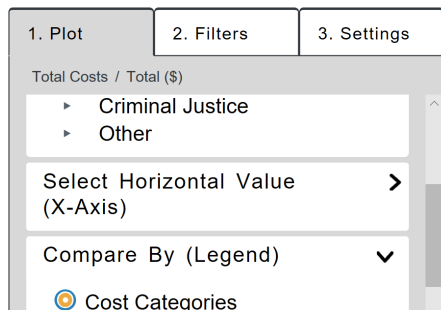 1. Plot 2. Filters 3. Settings
Total Costs / Total ($)
Criminal Justice
Other
Select Horizontal Value
(X-Axis)
Compare By (Legend)
Cost Categories